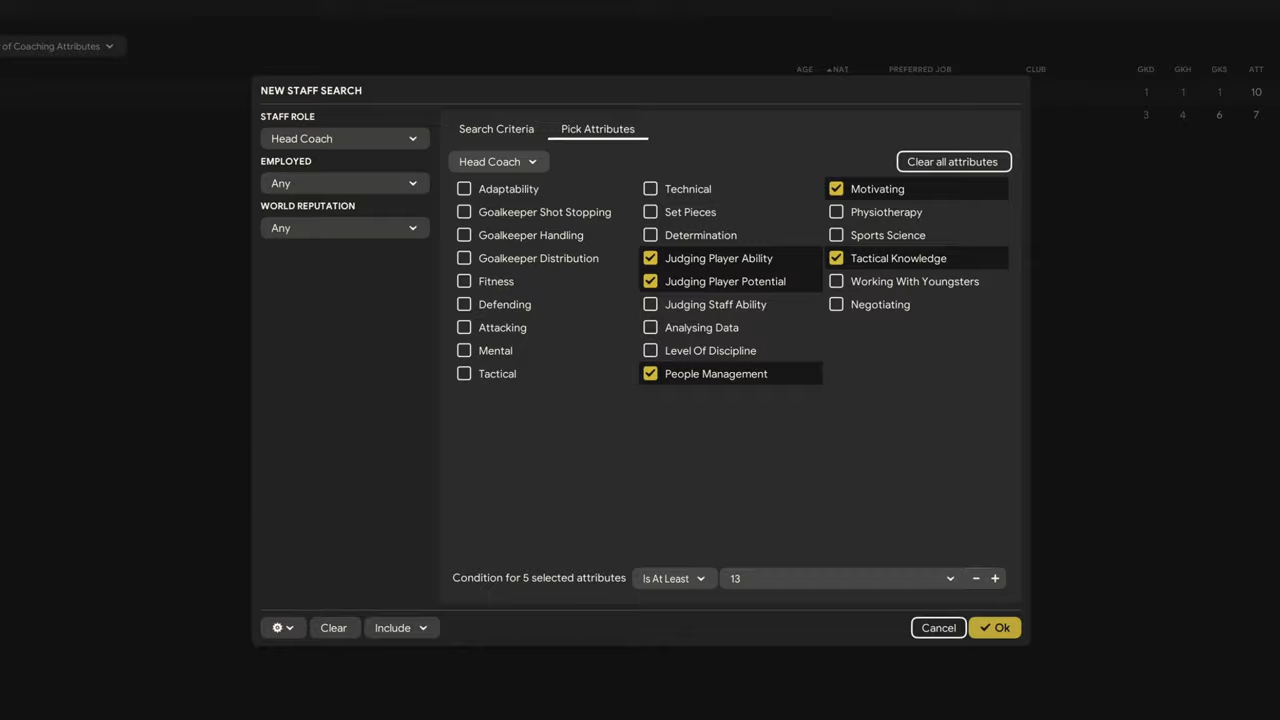 of Coaching Attributes
AGE NAT PREFERRED JOB CLUB GKD GKH GKS ATT
1 1 1 10
3 4 6 7
NEW STAFF SEARCH
STAFF ROLE
Head Coach
EMPLOYED
Any
WORLD REPUTATION
Any
Search Criteria Pick Attributes
Head Coach Clear all attributes
Adaptability Technical Motivating
Goalkeeper Shot Stopping Set Pieces Physiotherapy
Goalkeeper Handling Determination Sports Science
Goalkeeper Distribution Judging Player Ability Tactical Knowledge
Fitness Judging Player Potential Working With Youngsters
Defending Judging Staff Ability Negotiating
Attacking Analysing Data
Mental Level Of Discipline
Tactical People Management
Condition for 5 selected attributes Is At Least 13 - +
Clear Include Cancel Ok